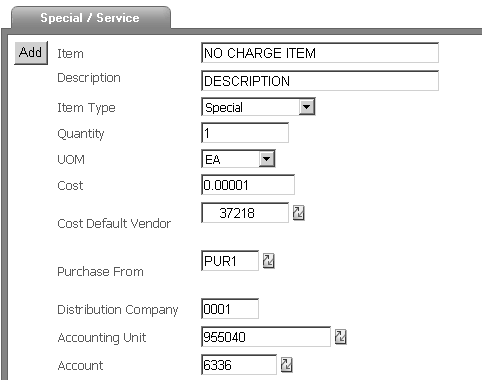 Special / Service
Add Item NO CHARGE ITEM
Description DESCRIPTION
Item Type Special
Quantity 1
UOM EA
Cost 0.00001
Cost Default Vendor 37218
Purchase From PUR1
Distribution Company 0001
Accounting Unit 955040
Account 6336